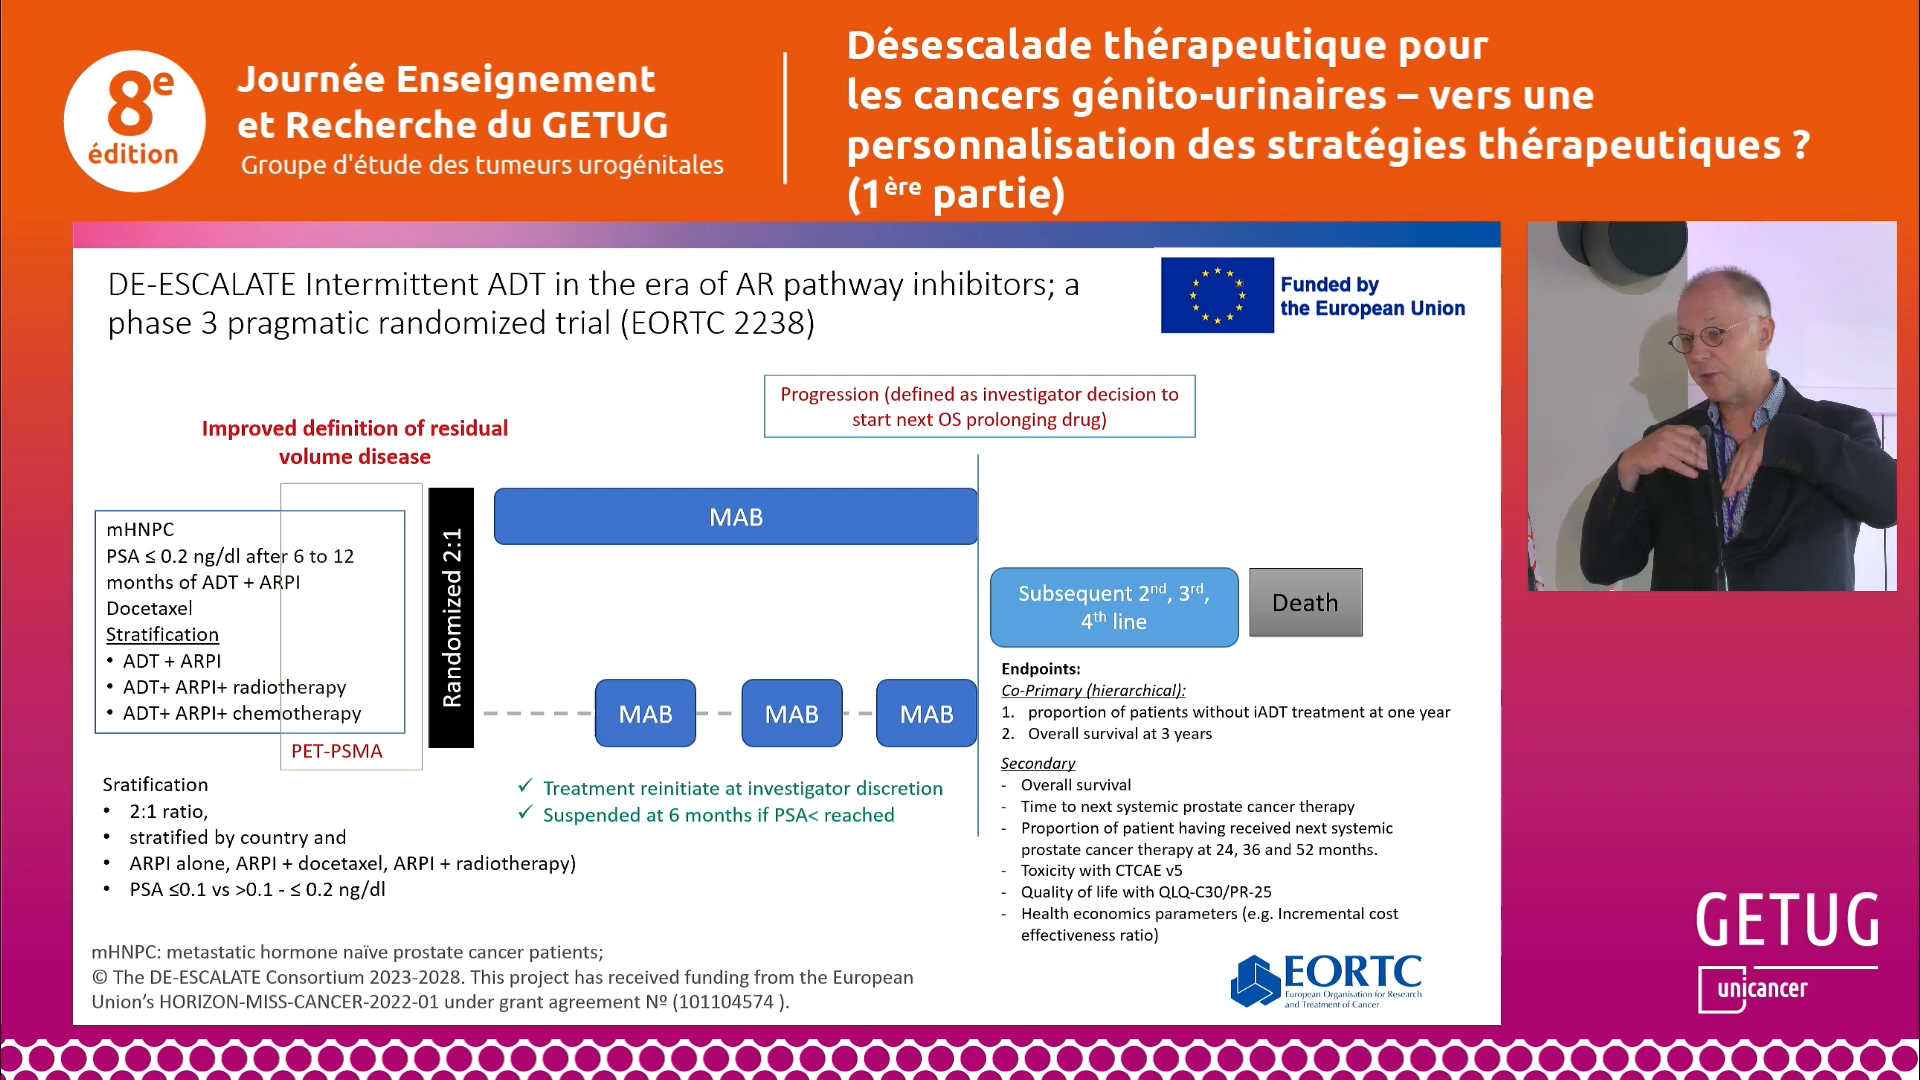 8e
édition
Journée Enseignement
et Recherche du GETUG
Groupe d'étude des tumeurs urogénitales
Désescalade thérapeutique pour
les cancers génito-urinaires – vers une
personnalisation des stratégies thérapeutiques ?
(1ère partie)
DE-ESCALATE Intermittent ADT in the era of AR pathway inhibitors; a
phase 3 pragmatic randomized trial (EORTC 2238)
Funded by
the European Union
Progression (defined as investigator decision to
start next OS prolonging drug)
Improved definition of residual
volume disease
mHNPC
PSA ≤ 0.2 ng/dl after 6 to 12
months of ADT + ARPI
Docetaxel
Stratification
• ADT + ARPI
• ADT+ ARPI+ radiotherapy
• ADT+ ARPI+ chemotherapy
PET-PSMA
Randomized 2:1
MAB
MAB
MAB
MAB
Subsequent 2nd, 3rd,
4th line
Death
✓ Treatment reinitiate at investigator discretion
✓ Suspended at 6 months if PSA< reached
Sratification
• 2:1 ratio,
• stratified by country and
• ARPI alone, ARPI + docetaxel, ARPI + radiotherapy)
• PSA ≤0.1 vs >0.1 - ≤ 0.2 ng/dl
Endpoints:
Co-Primary (hierarchical):
1. proportion of patients without iADT treatment at one year
2. Overall survival at 3 years
Secondary
- Overall survival
- Time to next systemic prostate cancer therapy
- Proportion of patient having received next systemic
prostate cancer therapy at 24, 36 and 52 months.
- Toxicity with CTCAE v5
- Quality of life with QLQ-C30/PR-25
- Health economics parameters (e.g. Incremental cost
effectiveness ratio)
mHNPC: metastatic hormone naïve prostate cancer patients;
© The DE-ESCALATE Consortium 2023-2028. This project has received funding from the European
Union's HORIZON-MISS-CANCER-2022-01 under grant agreement Nº (101104574 ).
EORTC
European Organisation for Research
and Treatment of Cancer
GETUG
unicancer